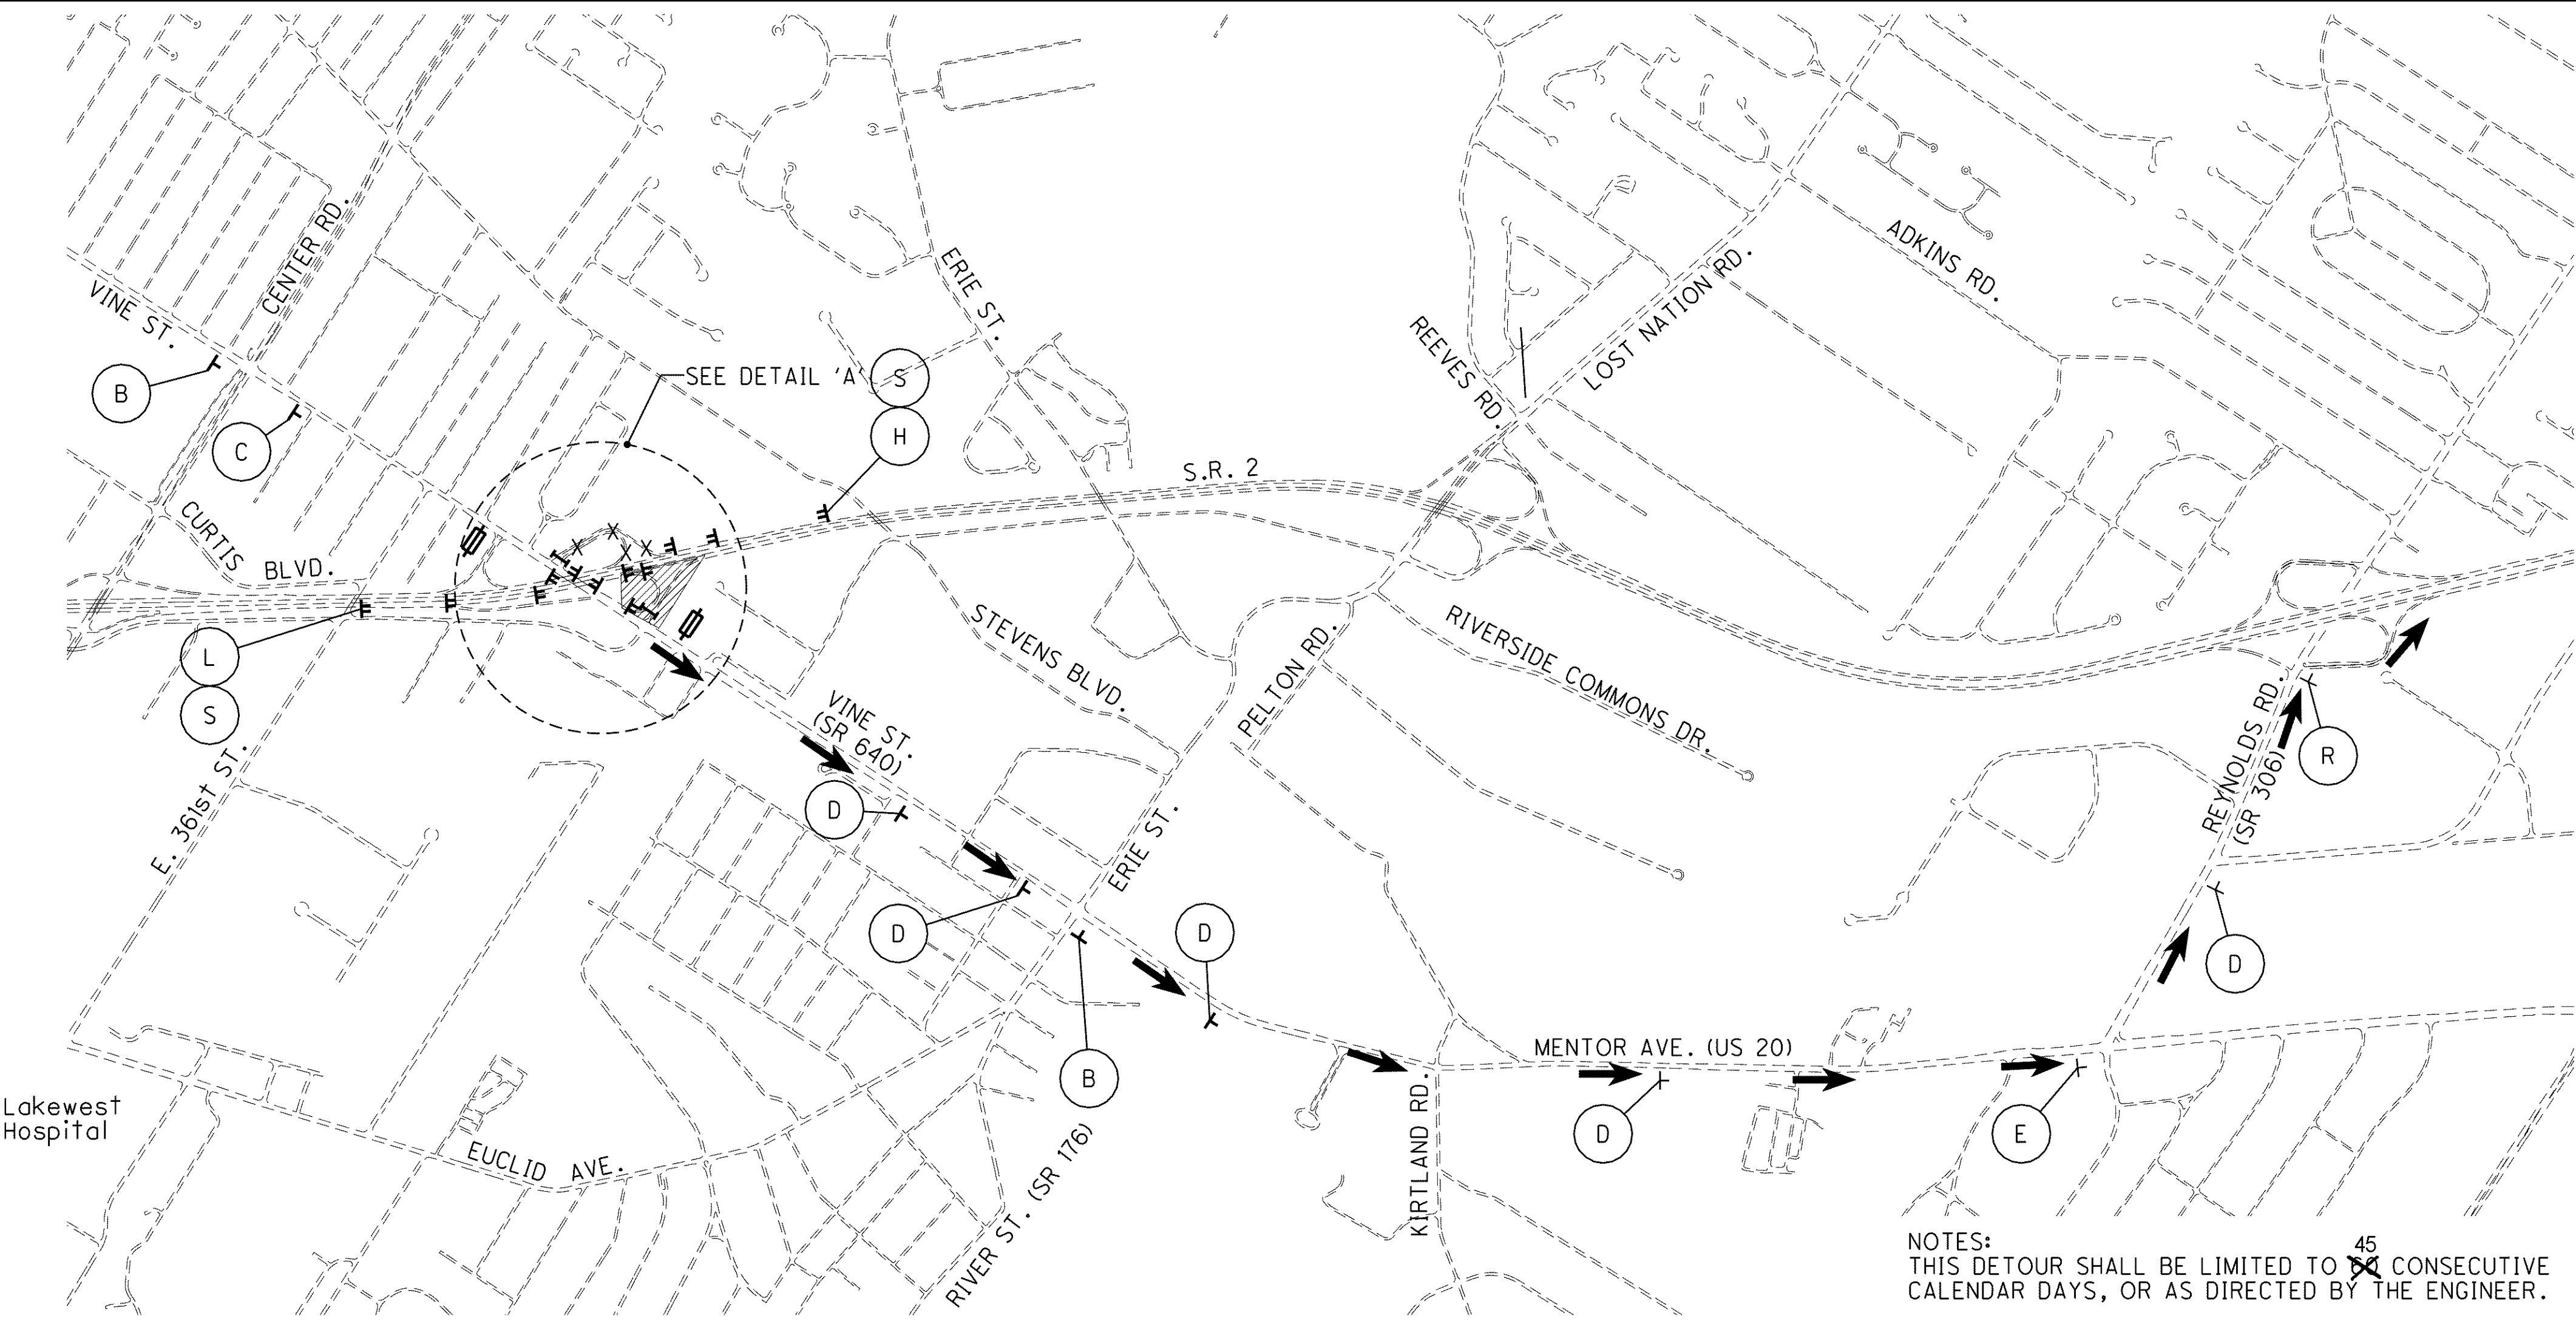 CENTER RD.
VINE ST.
B
C
SEE DETAIL 'A'
S
H
ERIE ST.
S.R. 2
REEVES RD.
LOST NATION RD.
ADKINS RD.
CURTIS
BLVD.
L
S
E. 361st ST.
STEVENS BLVD.
VINE ST.
(SR 640)
PELTON RD.
RIVERSIDE COMMONS DR.
REYNOLDS RD.
(SR 306)
R
D
D
ERIE ST.
D
D
B
MENTOR AVE. (US 20)
D
E
KIRTLAND RD.
Lakewest
Hospital
EUCLID AVE.
RIVER ST. (SR 176)
NOTES:
45
THIS DETOUR SHALL BE LIMITED TO CONSECUTIVE
CALENDAR DAYS, OR AS DIRECTED BY THE ENGINEER.